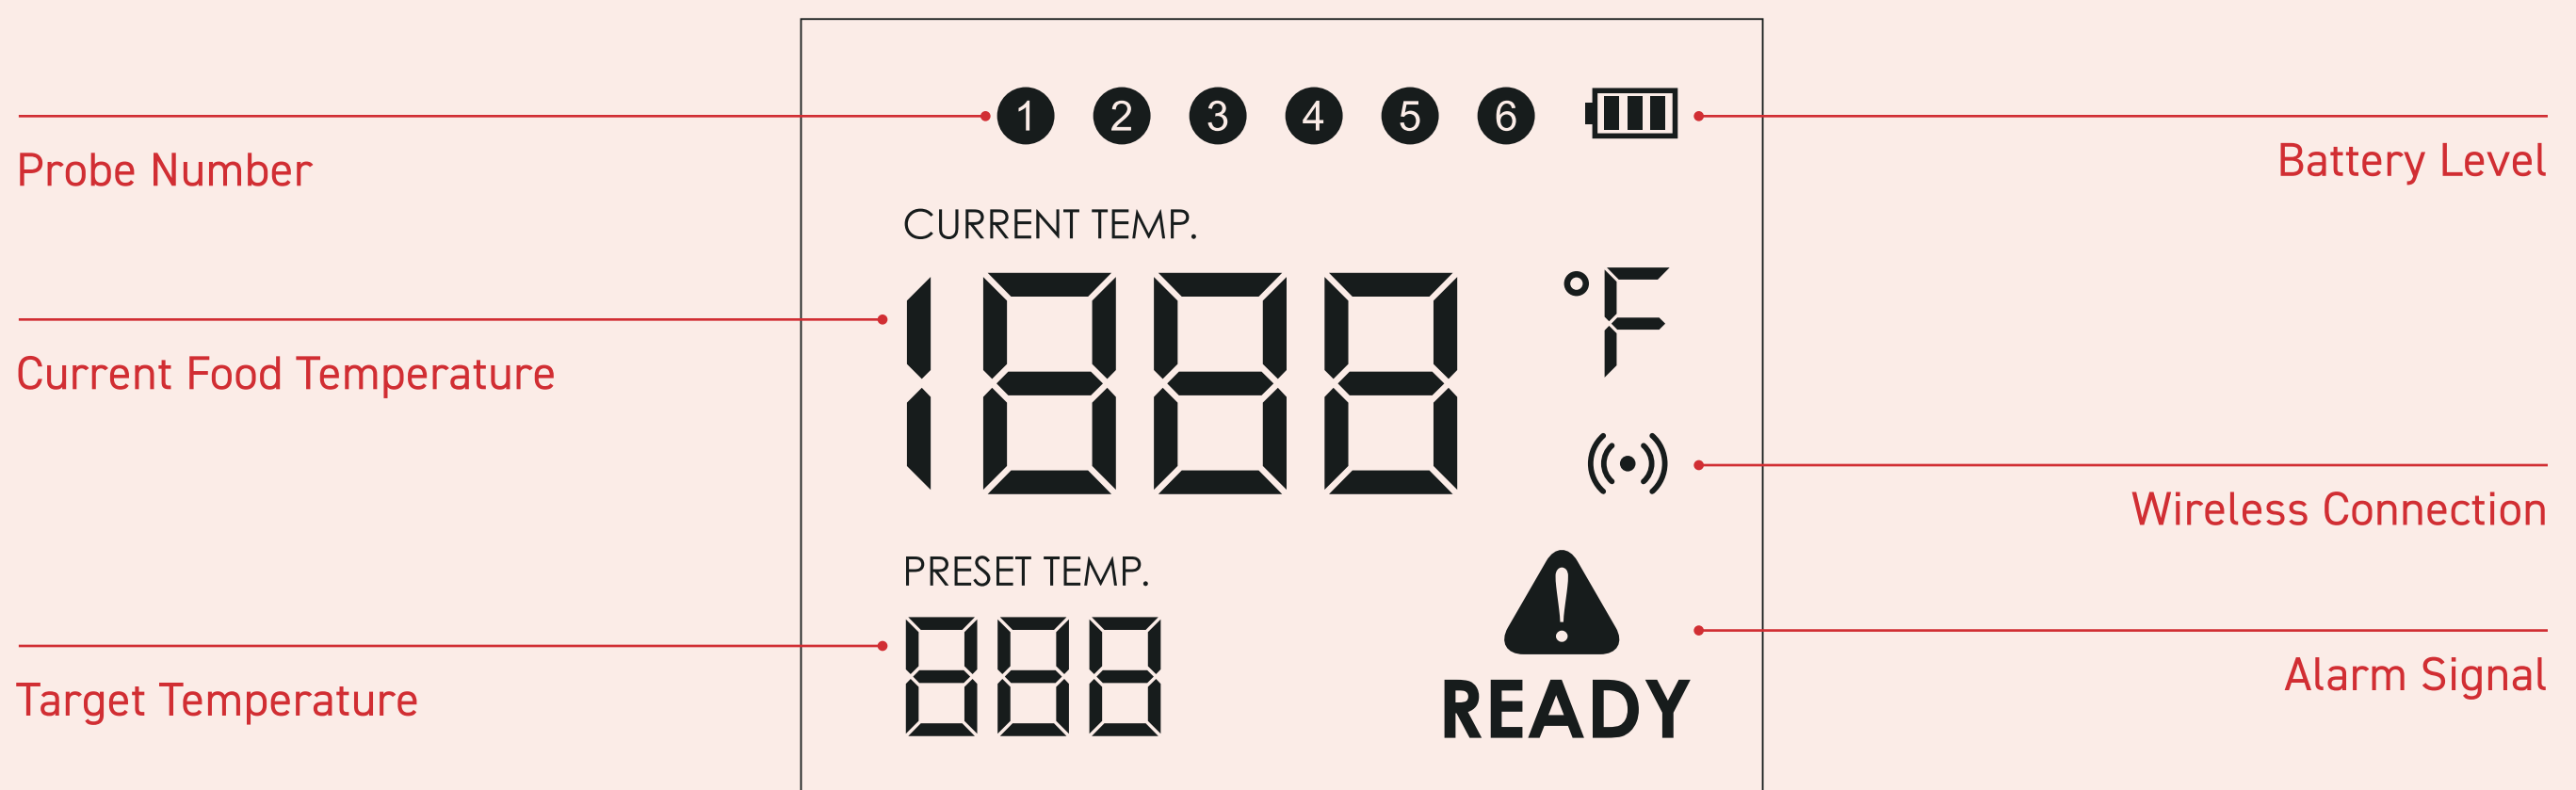 1 2 3 4 5 6
Probe Number
Battery Level
CURRENT TEMP.
1888 °F
Current Food Temperature
Wireless Connection
PRESET TEMP.
888
READY
Target Temperature
Alarm Signal